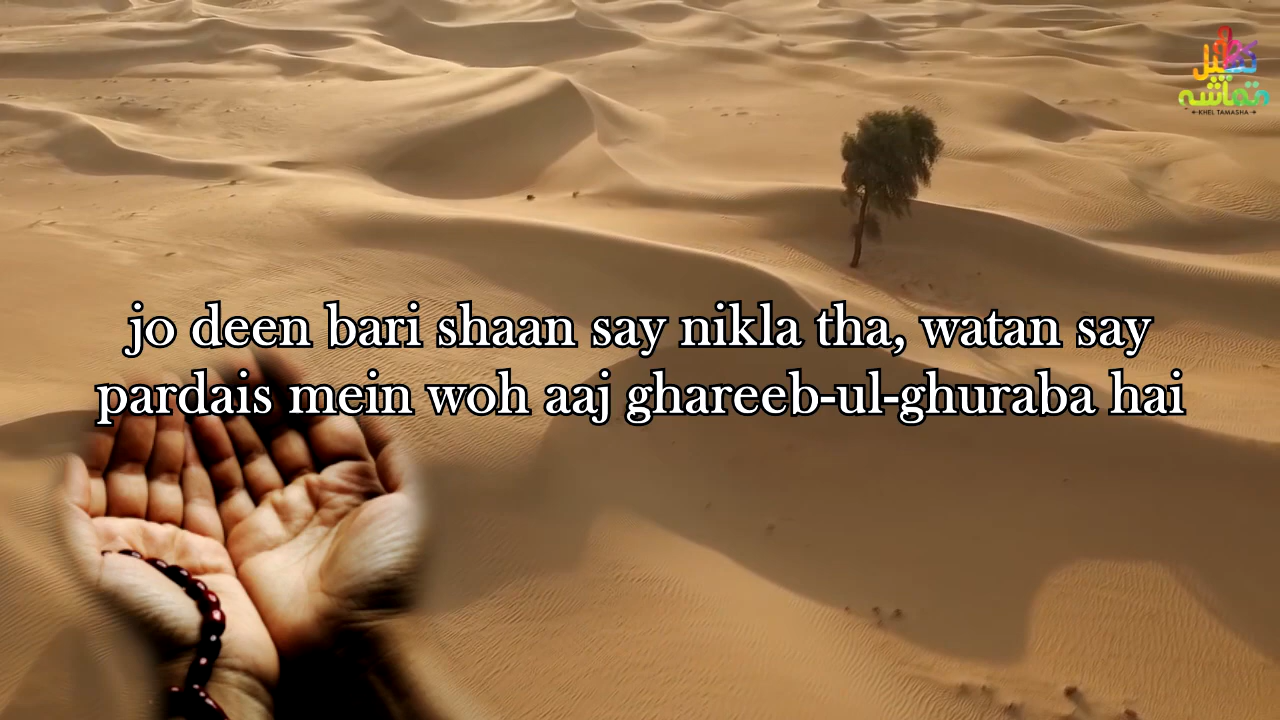 کھیل
تماشہ
KHEL TAMASHA
jo deen bari shaan say nikla tha, watan say
pardais mein woh aaj ghareeb-ul-ghuraba hai